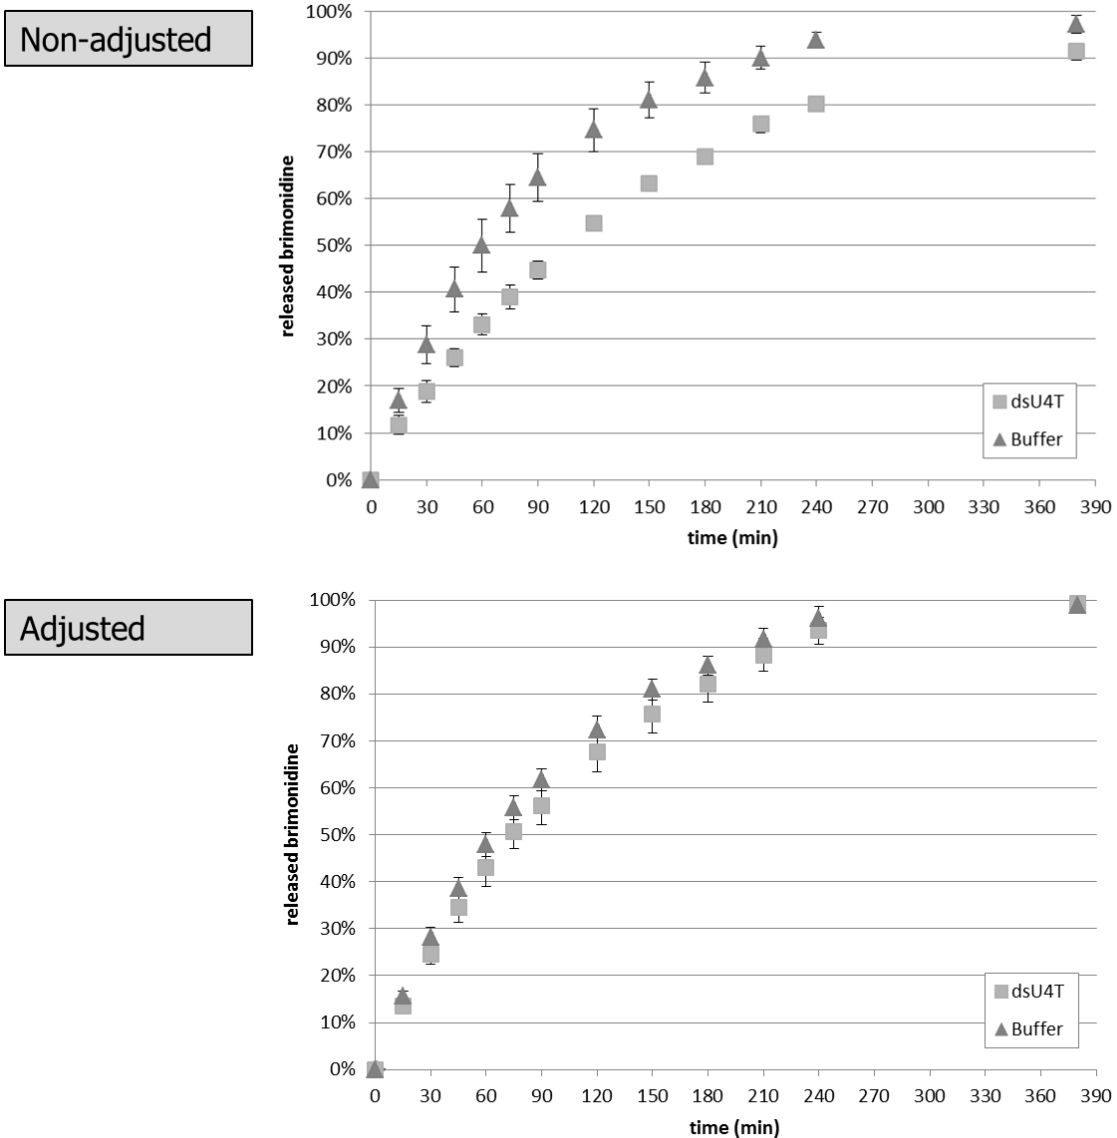 Non-adjusted
100%
90%
80%
70%
60%
50%
40%
30%
20%
10%
0%
released brimonidine
dsU4T
Buffer
0 30 60 90 120 150 180 210 240 270 300 330 360 390
time (min)
Adjusted
100%
90%
80%
70%
60%
50%
40%
30%
20%
10%
0%
released brimonidine
dsU4T
Buffer
0 30 60 90 120 150 180 210 240 270 300 330 360 390
time (min)